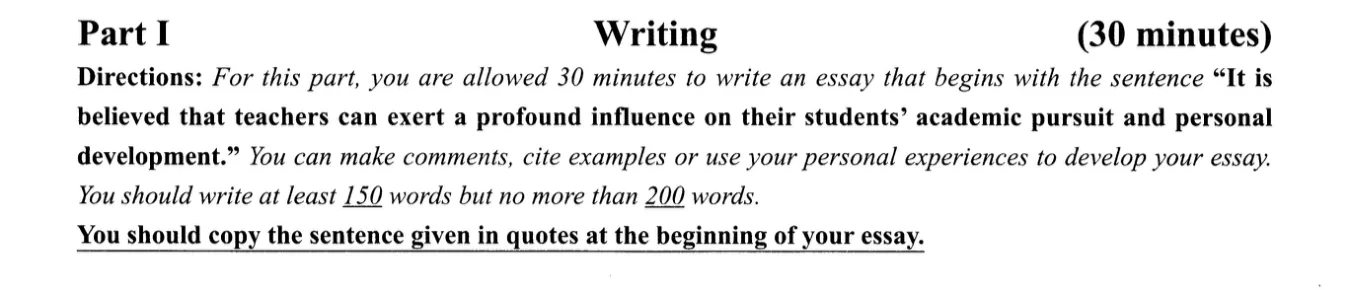 Part I Writing (30 minutes)
Directions: For this part, you are allowed 30 minutes to write an essay that begins with the sentence “It is
believed that teachers can exert a profound influence on their students’ academic pursuit and personal
development.” You can make comments, cite examples or use your personal experiences to develop your essay.
You should write at least 150 words but no more than 200 words.
You should copy the sentence given in quotes at the beginning of your essay.